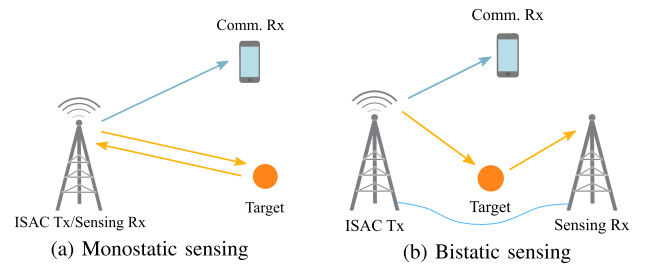 Comm. Rx
ISAC Tx/Sensing Rx
Target
(a) Monostatic sensing
Comm. Rx
ISAC Tx
Target
Sensing Rx
(b) Bistatic sensing